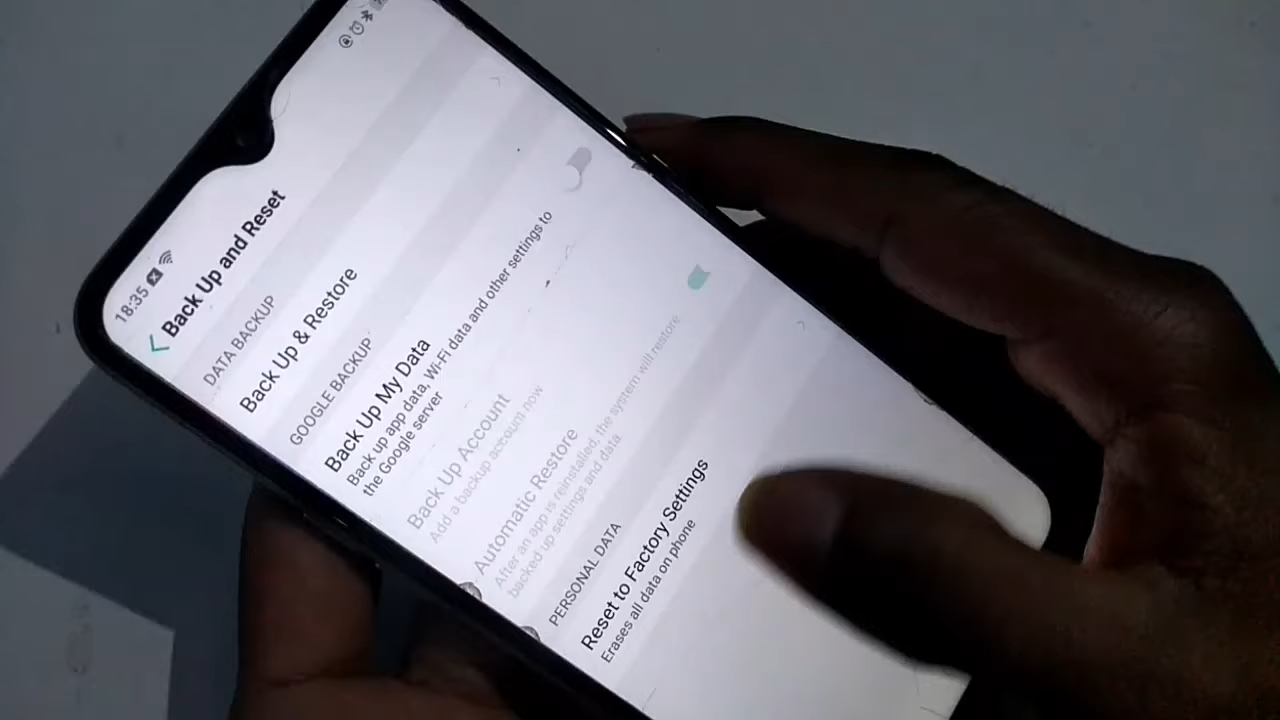 18:35
Back Up and Reset
DATA BACKUP
Back Up & Restore
GOOGLE BACKUP
Back Up My Data
Back up app data, Wi-Fi data and other settings to
the Google server
Back Up Account
Add a backup account now
Automatic Restore
After an app is reinstalled, the system will restore
backed up settings and data
PERSONAL DATA
Reset to Factory Settings
Erases all data on phone